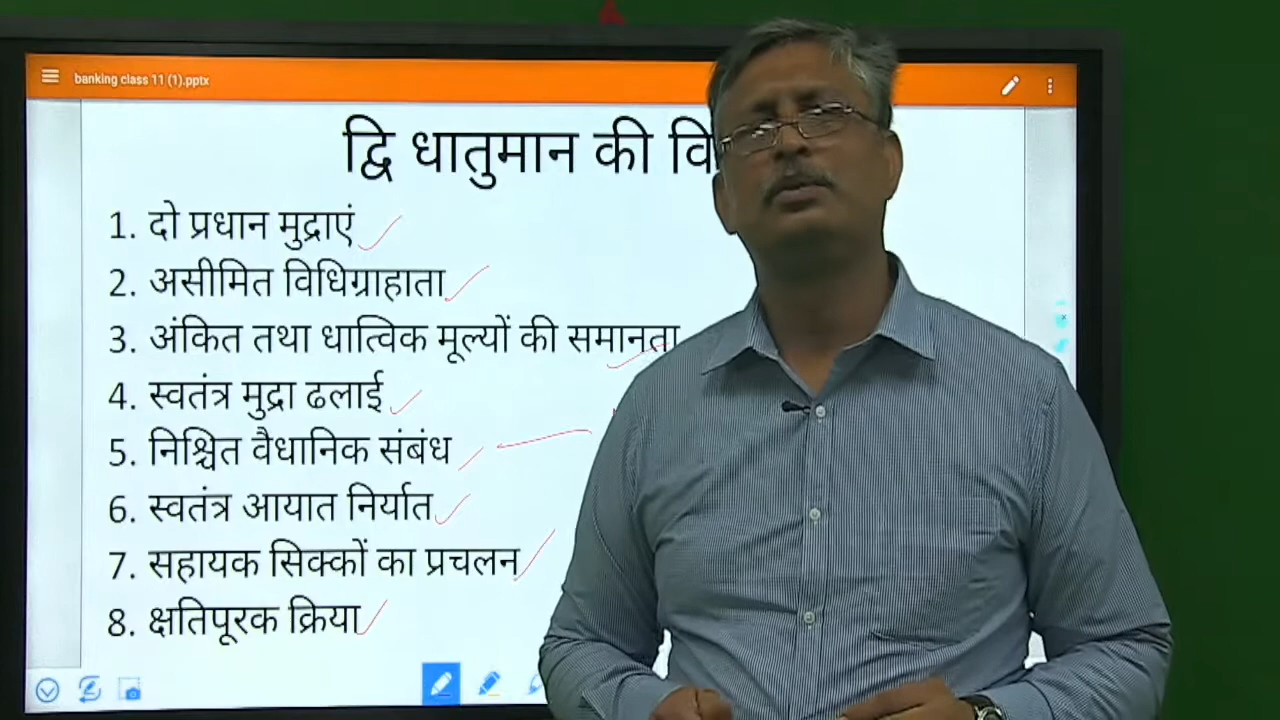 banking class 11 (1).pptx
द्वि धातुमान की
1. दो प्रधान मुद्राएं
2. असीमित विधिग्राहाता
3. अंकित तथा धात्विक मूल्यों की समानता
4. स्वतंत्र मुद्रा ढलाई
5. निश्चित वैधानिक संबंध
6. स्वतंत्र आयात निर्यात
7. सहायक सिक्कों का प्रचलन
8. क्षतिपूरक क्रिया